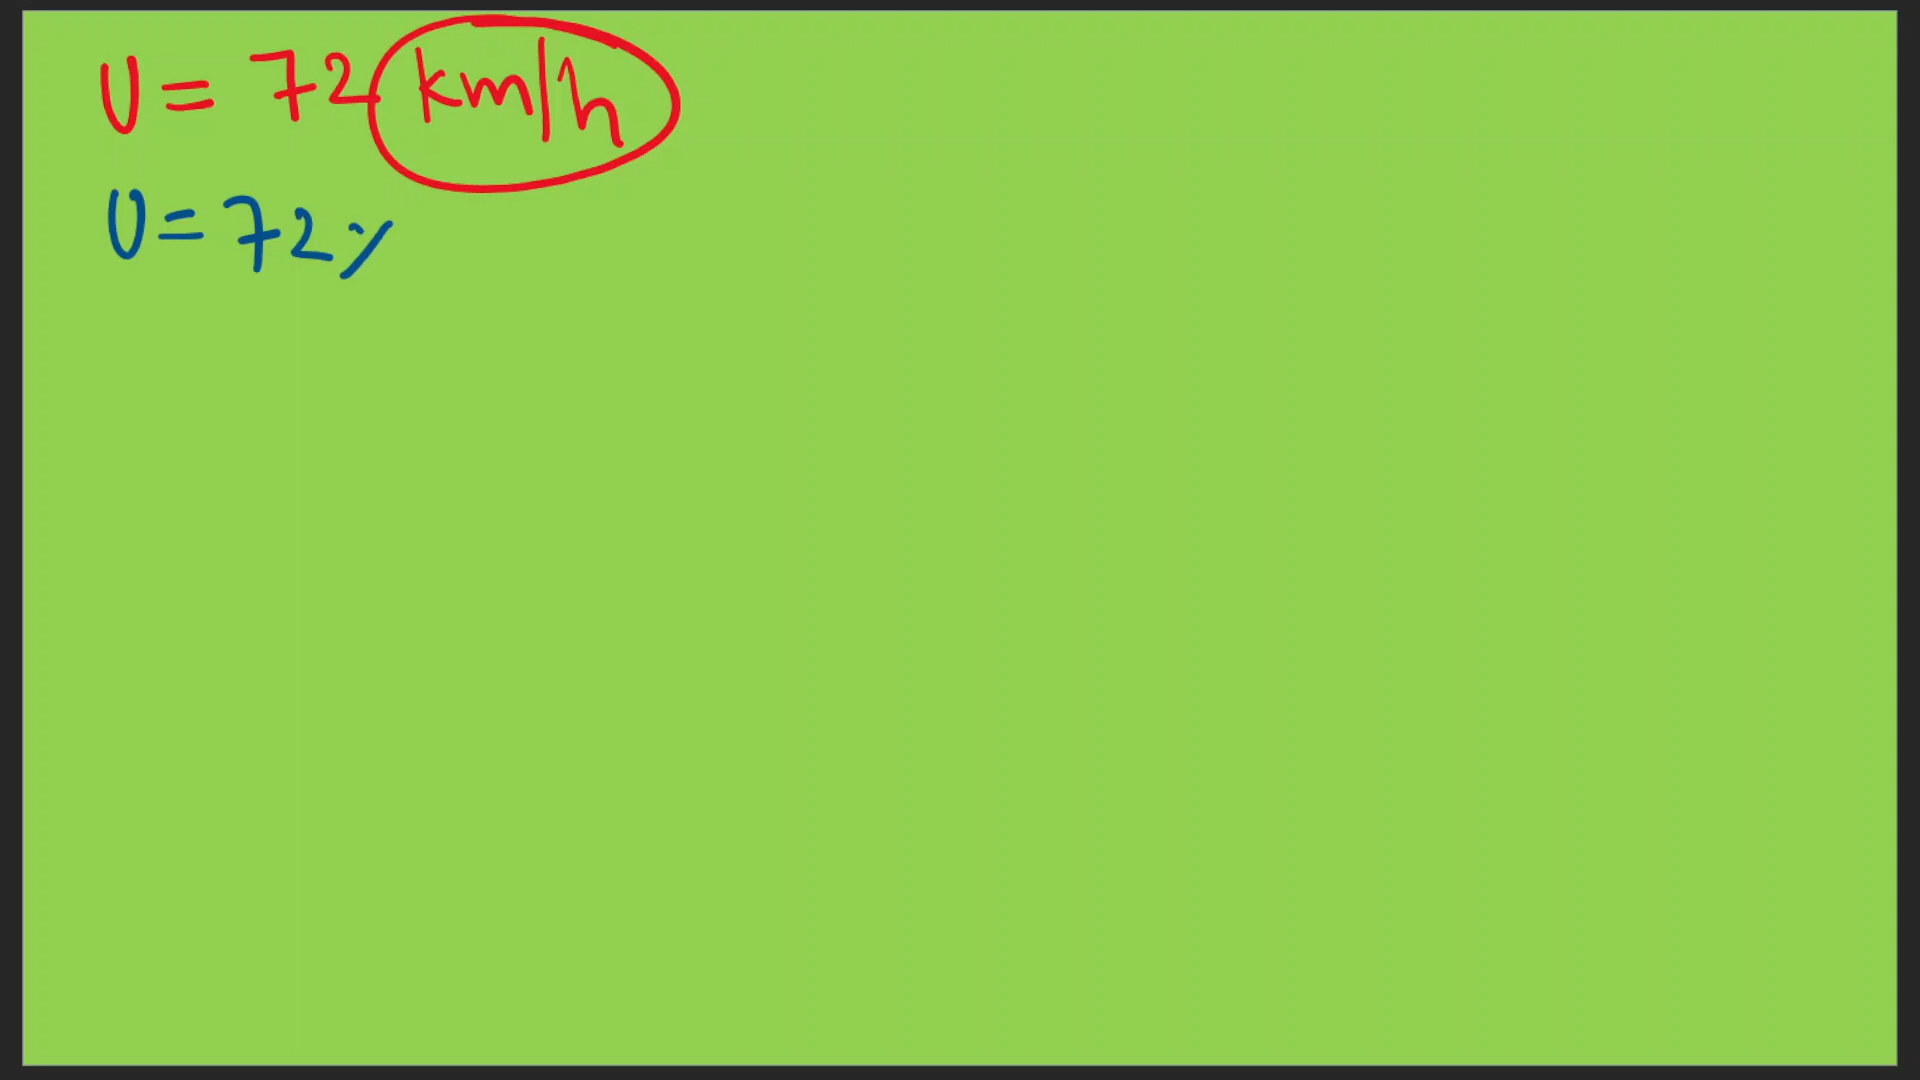 U = 72 km/h
U = 72 x